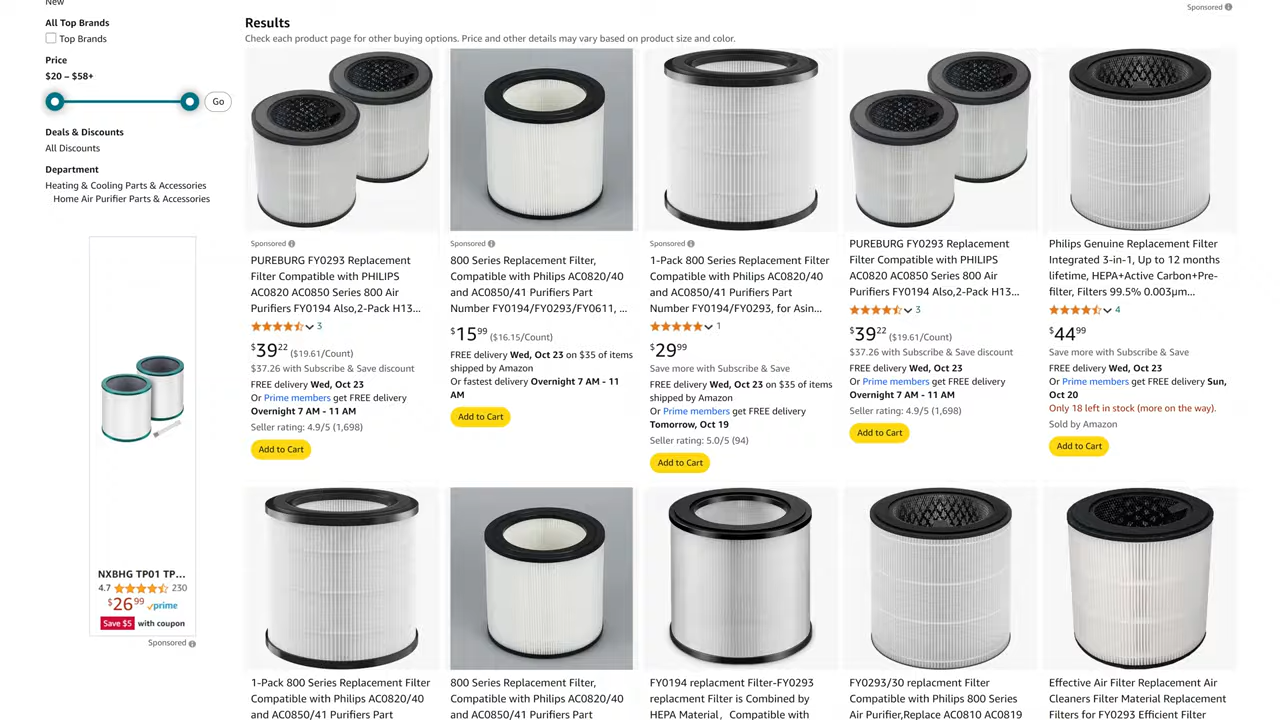 New
All Top Brands
Top Brands
Price
$20 – $58+
Go
Deals & Discounts
All Discounts
Department
Heating & Cooling Parts & Accessories
Home Air Purifier Parts & Accessories
NXBHG TP01 TP...
4.7 230
$26 99 prime
Save $5 with coupon
Sponsored
Sponsored
Results
Check each product page for other buying options. Price and other details may vary based on product size and color.
Sponsored
PUREBURG FY0293 Replacement
Filter Compatible with PHILIPS
AC0820 AC0850 Series 800 Air
Purifiers FY0194 Also,2-Pack H13...
3
$39 22 ($19.61/Count)
$37.26 with Subscribe & Save discount
FREE delivery Wed, Oct 23
Or Prime members get FREE delivery
Overnight 7 AM - 11 AM
Seller rating: 4.9/5 (1,698)
Add to Cart
Sponsored
800 Series Replacement Filter,
Compatible with Philips AC0820/40
and AC0850/41 Purifiers Part
Number FY0194/FY0293/FY0611, ...
$15 99 ($16.15/Count)
FREE delivery Wed, Oct 23 on $35 of items
shipped by Amazon
Or fastest delivery Overnight 7 AM - 11
AM
Add to Cart
Sponsored
1-Pack 800 Series Replacement Filter
Compatible with Philips AC0820/40
and AC0850/41 Purifiers Part
Number FY0194/FY0293, for Asin...
1
$29 99
Save more with Subscribe & Save
FREE delivery Wed, Oct 23 on $35 of items
shipped by Amazon
Or Prime members get FREE delivery
Tomorrow, Oct 19
Seller rating: 5.0/5 (94)
Add to Cart
PUREBURG FY0293 Replacement
Filter Compatible with PHILIPS
AC0820 AC0850 Series 800 Air
Purifiers FY0194 Also,2-Pack H13...
3
$39 22 ($19.61/Count)
$37.26 with Subscribe & Save discount
FREE delivery Wed, Oct 23
Or Prime members get FREE delivery
Overnight 7 AM - 11 AM
Seller rating: 4.9/5 (1,698)
Add to Cart
Philips Genuine Replacement Filter
Integrated 3-in-1, Up to 12 months
lifetime, HEPA+Active Carbon+Pre-
filter, Filters 99.5% 0.003µm...
4
$44 99
Save more with Subscribe & Save
FREE delivery Wed, Oct 23
Or Prime members get FREE delivery Sun,
Oct 20
Only 18 left in stock (more on the way).
Sold by Amazon
Add to Cart
1-Pack 800 Series Replacement Filter
Compatible with Philips AC0820/40
and AC0850/41 Purifiers Part
800 Series Replacement Filter,
Compatible with Philips AC0820/40
and AC0850/41 Purifiers Part
FY0194 replacment Filter-FY0293
replacment Filter is Combined by
HEPA Material，Compatible with
FY0293/30 replacment Filter
Compatible with Philips 800 Series
Air Purifier,Replace AC0810 AC0819
Effective Air Filter Replacement Air
Cleaners Filter Material Replacement
Filters for FY0293 Efficient Filter